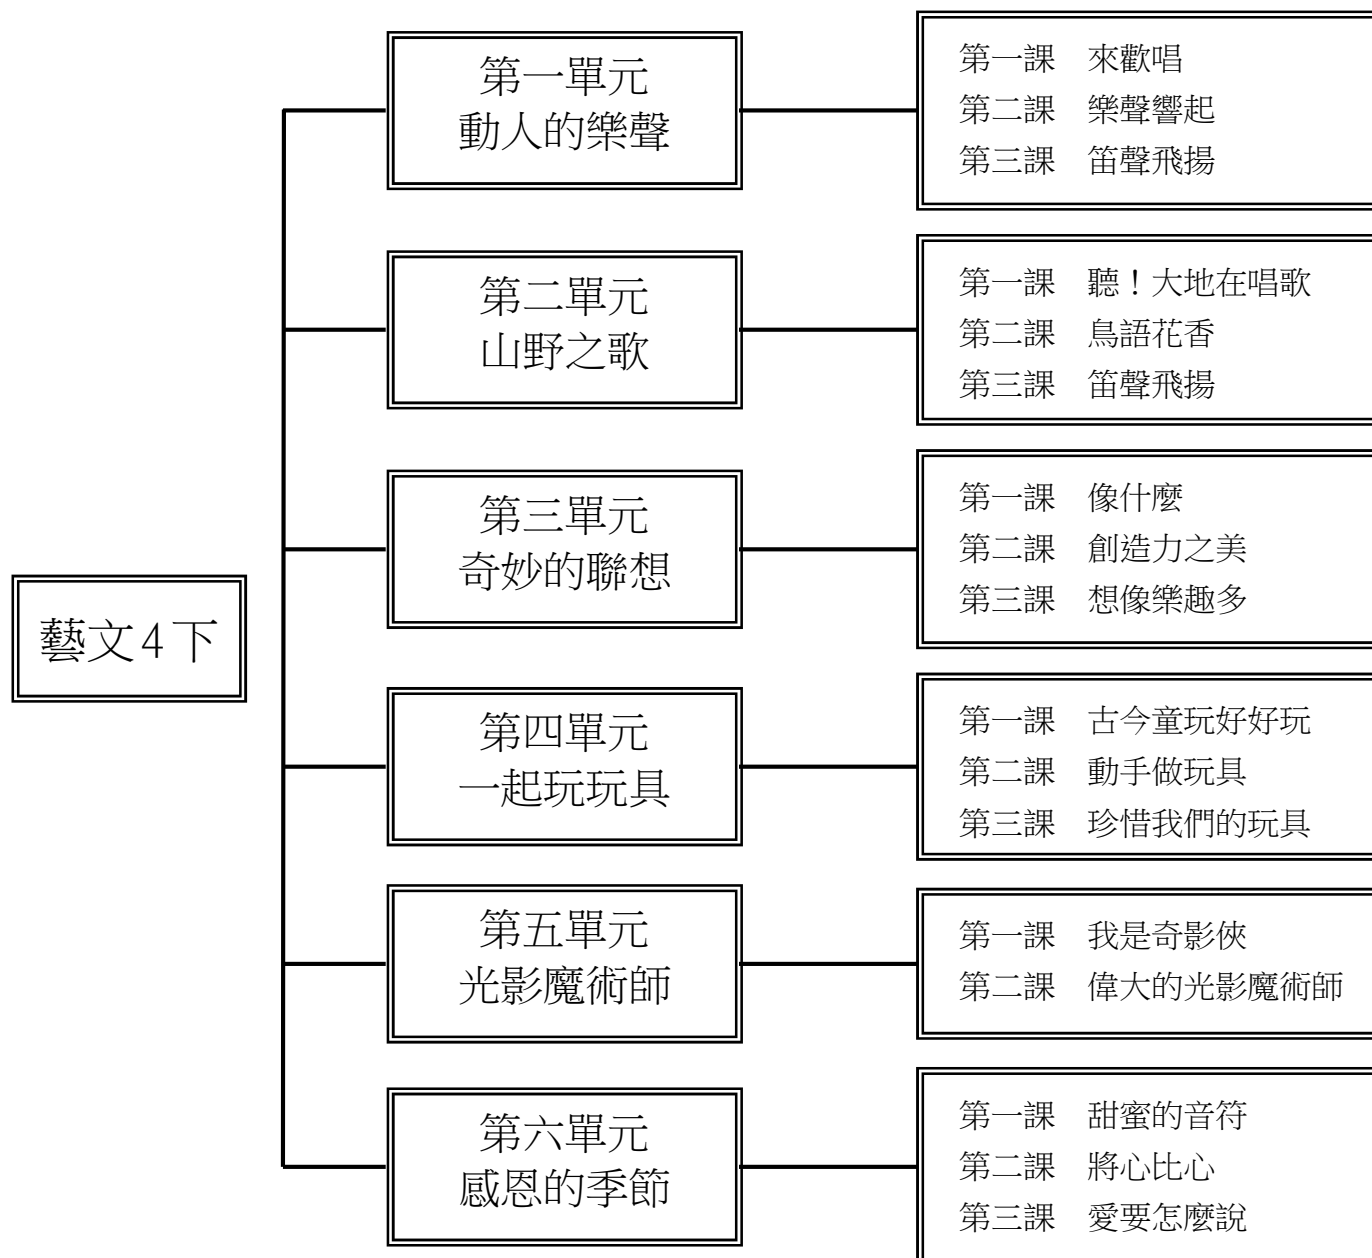 藝文4下
第一單元
動人的樂聲
第一課　來歡唱
第二課　樂聲響起
第三課　笛聲飛揚
第二單元
山野之歌
第一課　聽！大地在唱歌
第二課　鳥語花香
第三課　笛聲飛揚
第三單元
奇妙的聯想
第一課　像什麼
第二課　創造力之美
第三課　想像樂趣多
第四單元
一起玩玩具
第一課　古今童玩好好玩
第二課　動手做玩具
第三課　珍惜我們的玩具
第五單元
光影魔術師
第一課　我是奇影俠
第二課　偉大的光影魔術師
第六單元
感恩的季節
第一課　甜蜜的音符
第二課　將心比心
第三課　愛要怎麼說